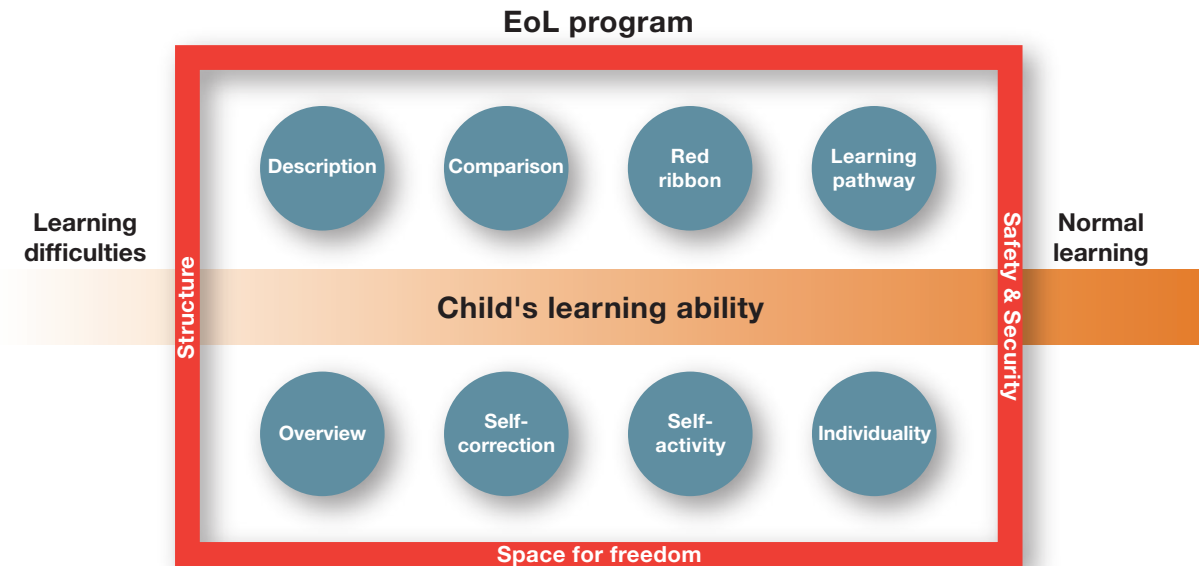 EoL program
Description
Comparison
Red
ribbon
Learning
pathway
Learning
difficulties
Structure
Safety & Security
Normal
learning
Child's learning ability
Overview
Self-
correction
Self-
activity
Individuality
Space for freedom